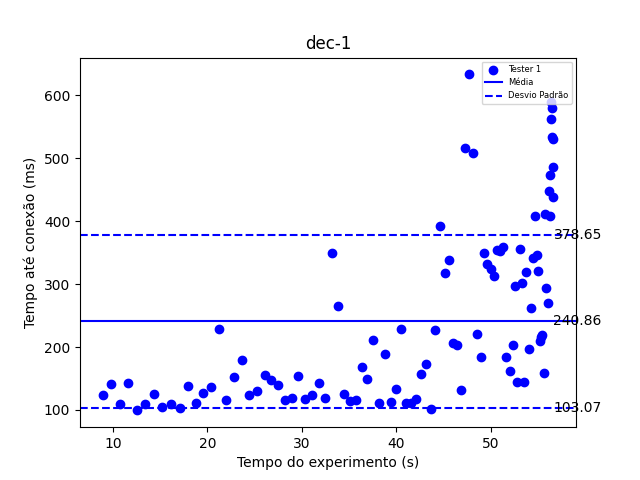 dec-1
Tester 1
Média
Desvio Padrão
600
500
400
300
200
100
378.65
240.86
103.07
Tempo até conexão (ms)
10
20
30
40
50
Tempo do experimento (s)